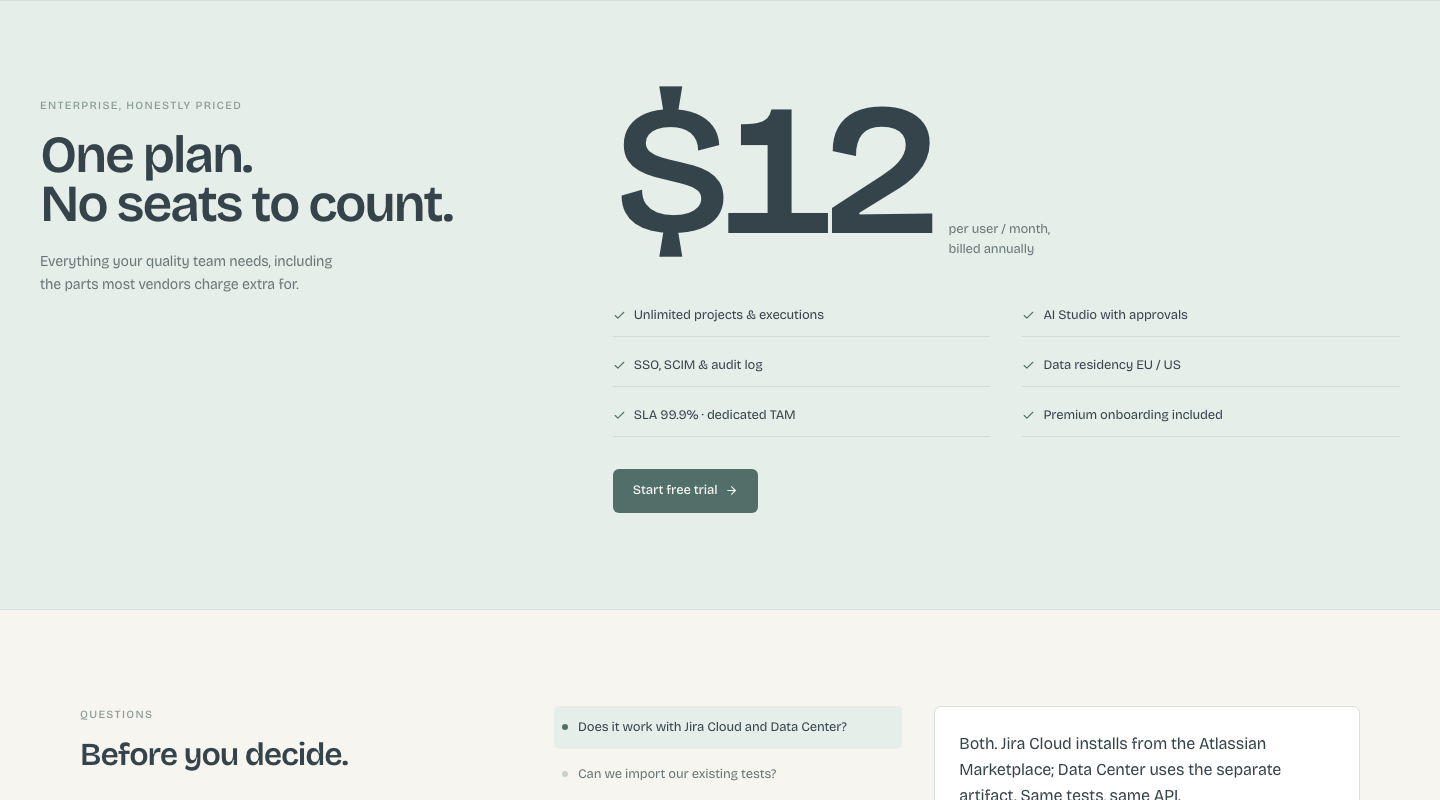 ENTERPRISE, HONESTLY PRICED
One plan.
No seats to count.
Everything your quality team needs, including
the parts most vendors charge extra for.
$12
per user / month,
billed annually
Unlimited projects & executions
AI Studio with approvals
SSO, SCIM & audit log
Data residency EU / US
SLA 99.9% · dedicated TAM
Premium onboarding included
Start free trial →
QUESTIONS
Before you decide.
Does it work with Jira Cloud and Data Center?
Can we import our existing tests?
Both. Jira Cloud installs from the Atlassian
Marketplace; Data Center uses the separate
artifact. Same tests, same API.